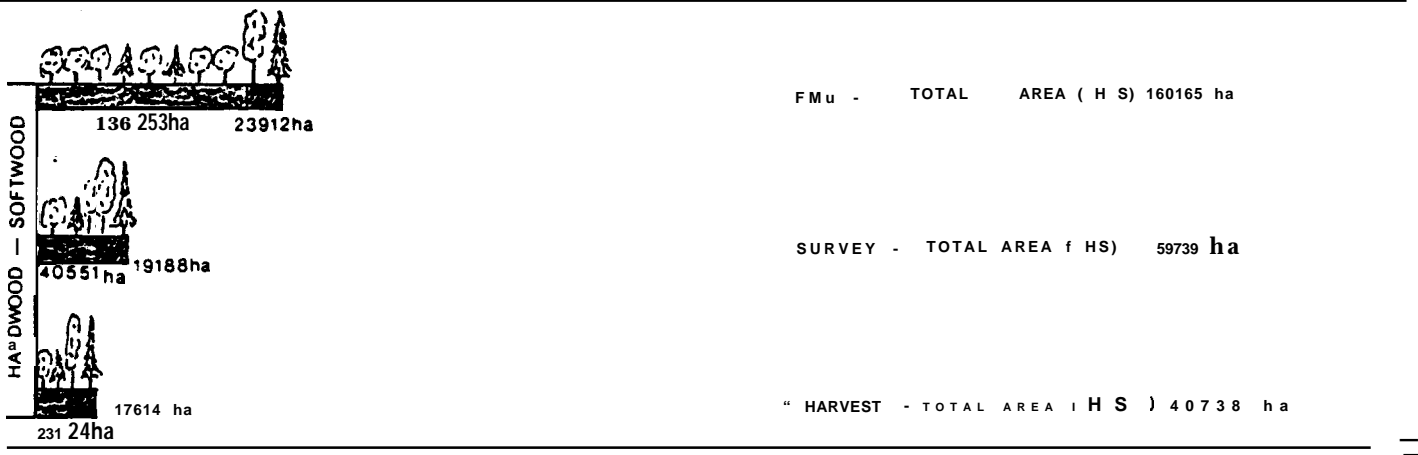 HAªDWOOD — SOFTWOOD
136 253ha 23912ha
FMu - TOTAL AREA ( H S) 160165 ha
40551ha 19188ha
SURVEY - TOTAL AREA f HS) 59739 ha
17614 ha
231 24ha
“ HARVEST - TOTAL AREA I H S ) 40738 ha